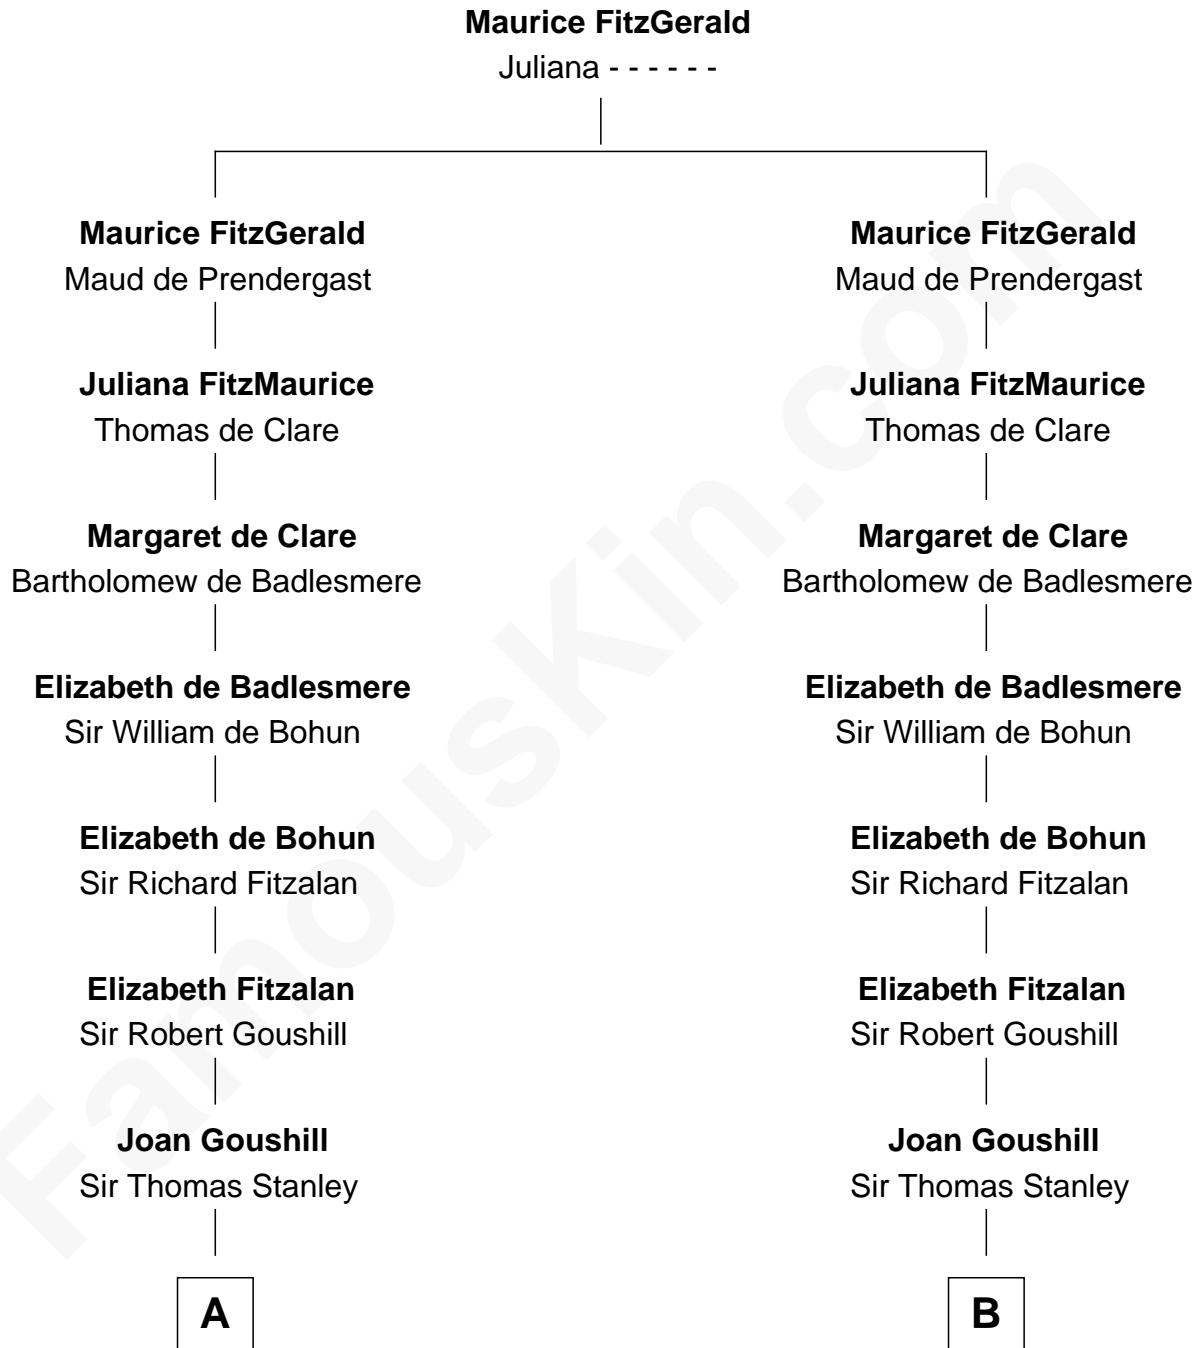 Maurice FitzGerald
Juliana - - - - - -
Maurice FitzGerald Maurice FitzGerald
Maud de Prendergast Maud de Prendergast
Juliana FitzMaurice Juliana FitzMaurice
Thomas de Clare Thomas de Clare
Margaret de Clare Margaret de Clare
Bartholomew de Badlesmere Bartholomew de Badlesmere
Elizabeth de Badlesmere Elizabeth de Badlesmere
Sir William de Bohun Sir William de Bohun
Elizabeth de Bohun Elizabeth de Bohun
Sir Richard Fitzalan Sir Richard Fitzalan
Elizabeth Fitzalan Elizabeth Fitzalan
Sir Robert Goushill Sir Robert Goushill
Joan Goushill Joan Goushill
Sir Thomas Stanley Sir Thomas Stanley
A B
FamousKin.com